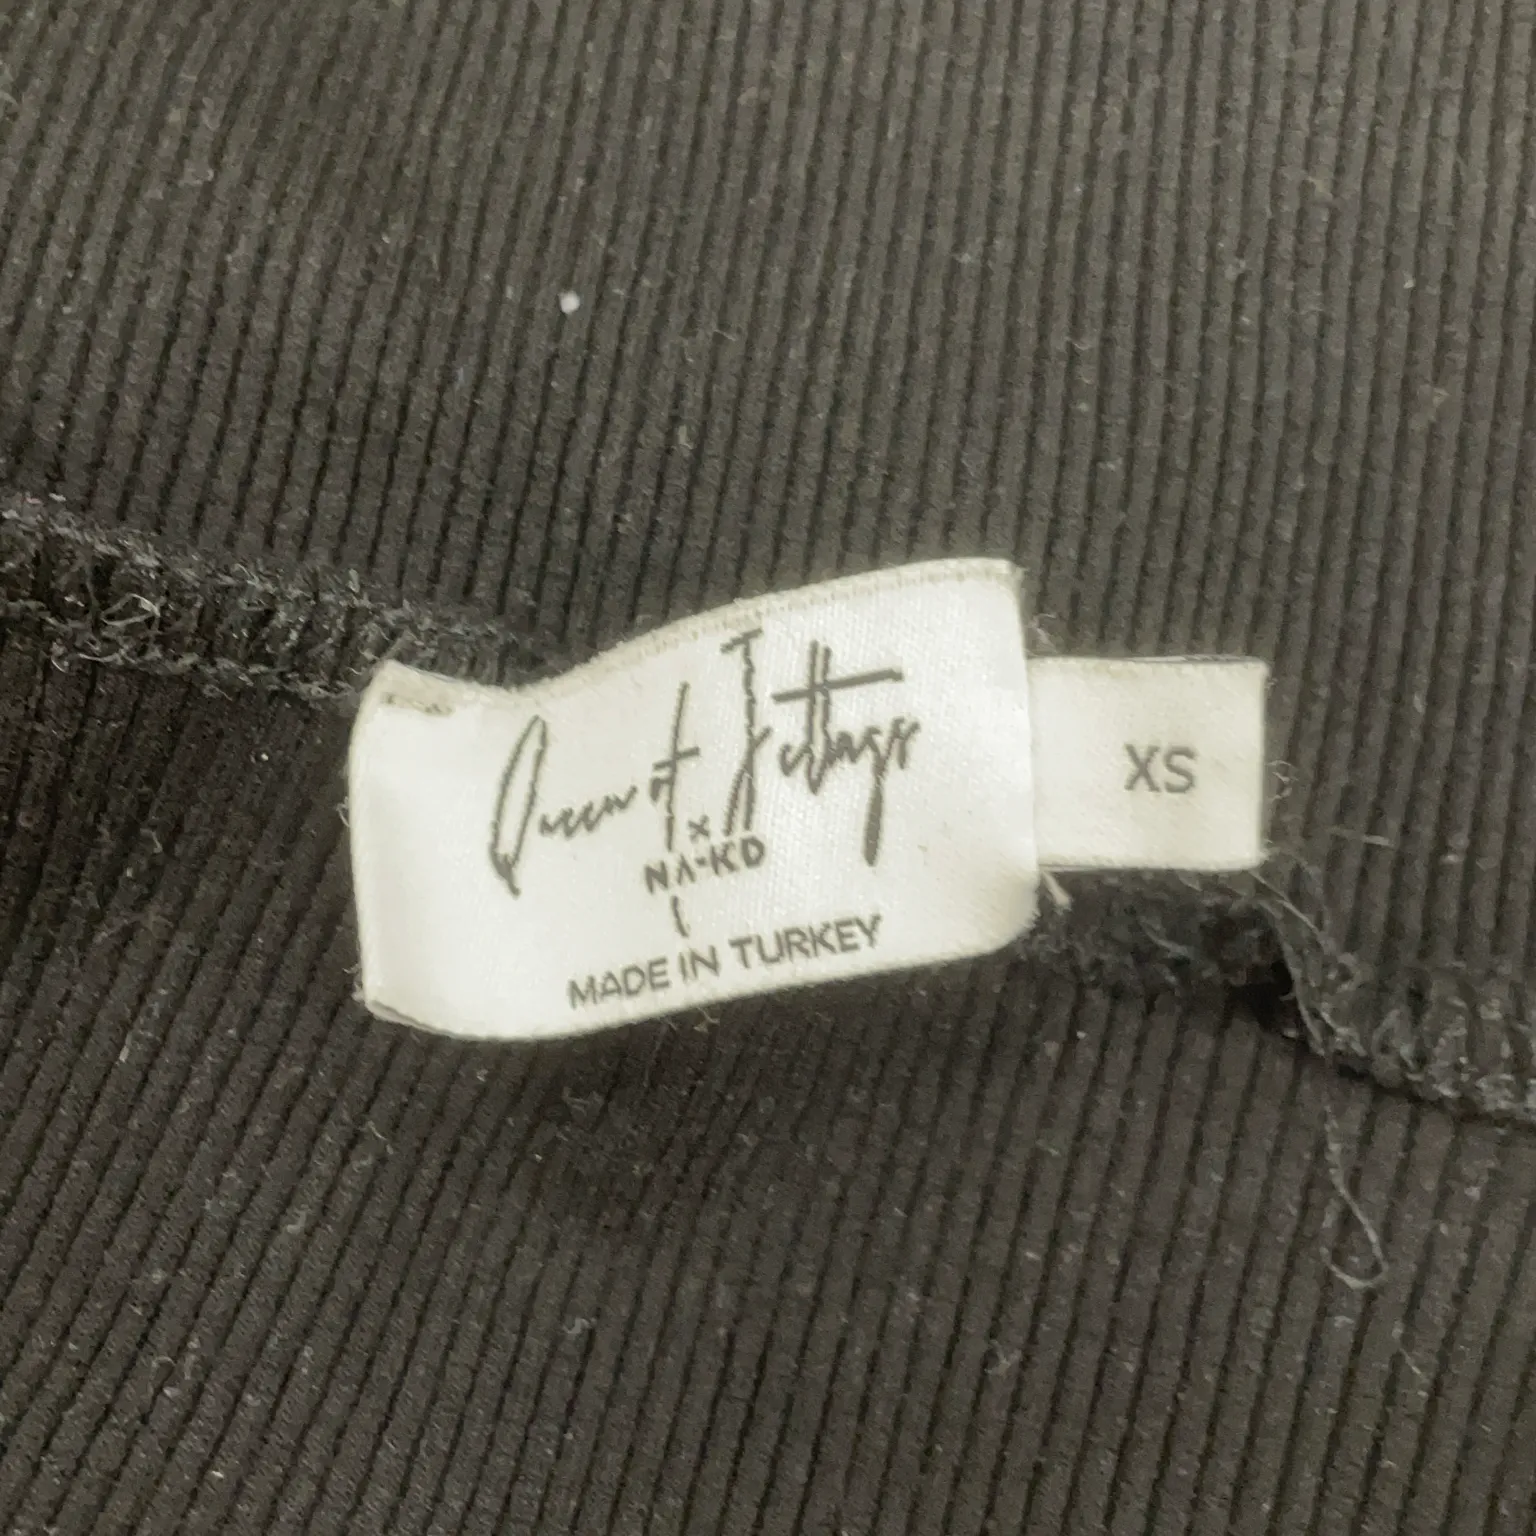 Queen of Jetlags
x
NA-KD
MADE IN TURKEY
XS